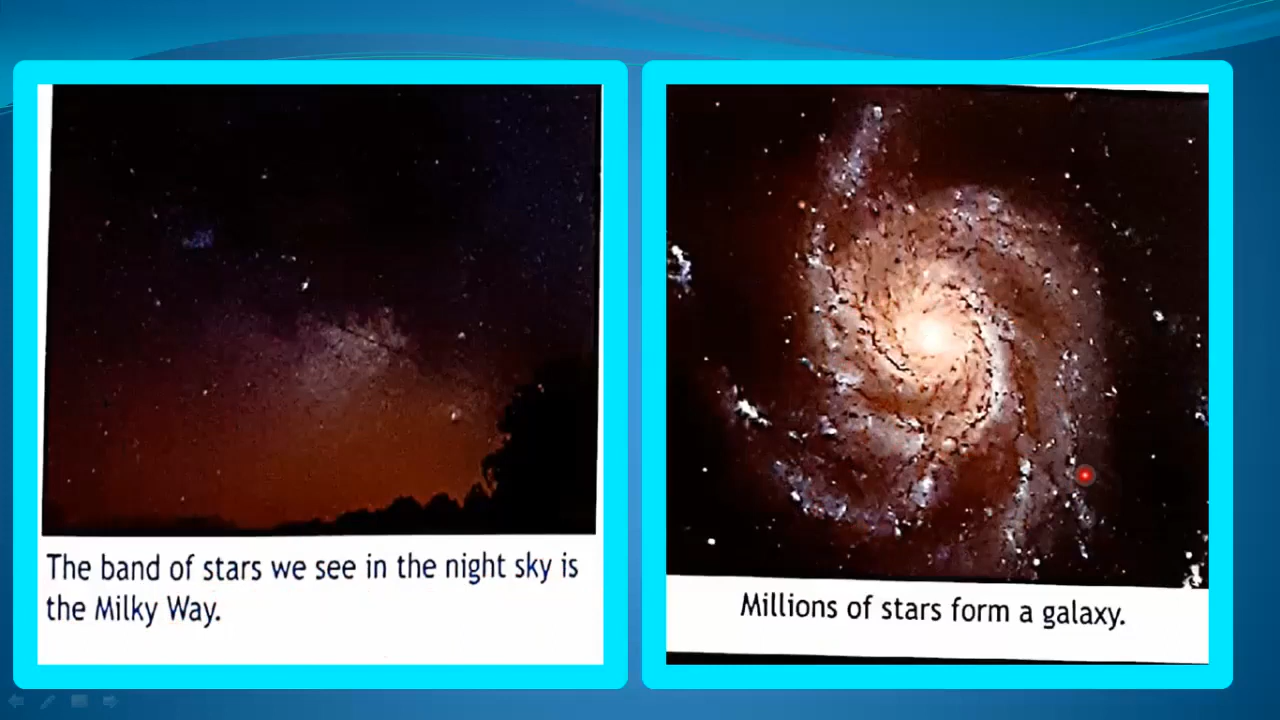 The band of stars we see in the night sky is
the Milky Way.
Millions of stars form a galaxy.